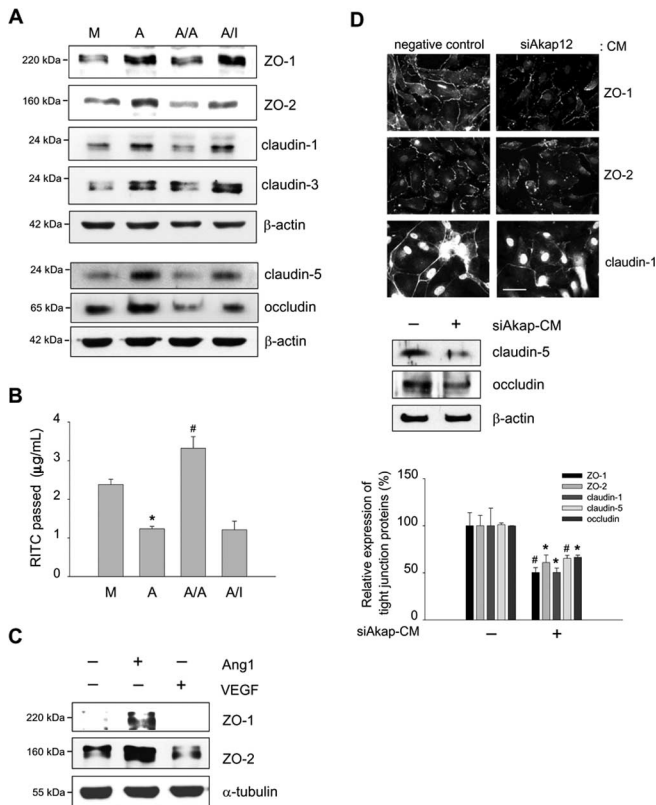 A
M A A/A A/I
220 kDa ZO-1
160 kDa ZO-2
24 kDa claudin-1
24 kDa claudin-3
42 kDa β-actin
24 kDa claudin-5
65 kDa occludin
42 kDa β-actin
B
RITC passed (μg/mL)
4
3
2
1
0
#
*
M A A/A A/I
C
– + – Ang1
– – + VEGF
220 kDa ZO-1
160 kDa ZO-2
55 kDa α-tubulin
D
negative control siAkap12 : CM
ZO-1
ZO-2
claudin-1
– + siAkap-CM
claudin-5
occludin
β-actin
Relative expression of
tight junction proteins (%)
150
100
50
0
ZO-1
ZO-2
claudin-1
claudin-5
occludin
# * * # *
siAkap-CM – +